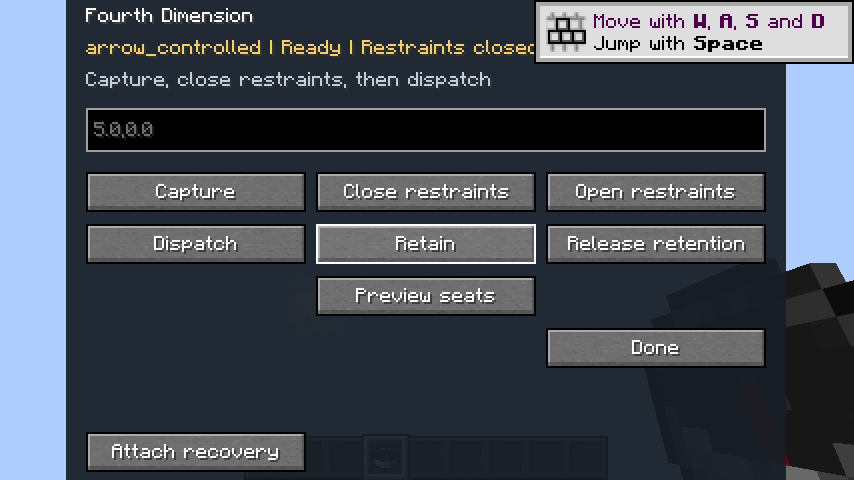 Fourth Dimension
arrow_controlled | Ready | Restraints closed
Move with W, A, S and D
Jump with Space
Capture, close restraints, then dispatch
5.0,0.0
Capture
Close restraints
Open restraints
Dispatch
Retain
Release retention
Preview seats
Done
Attach recovery